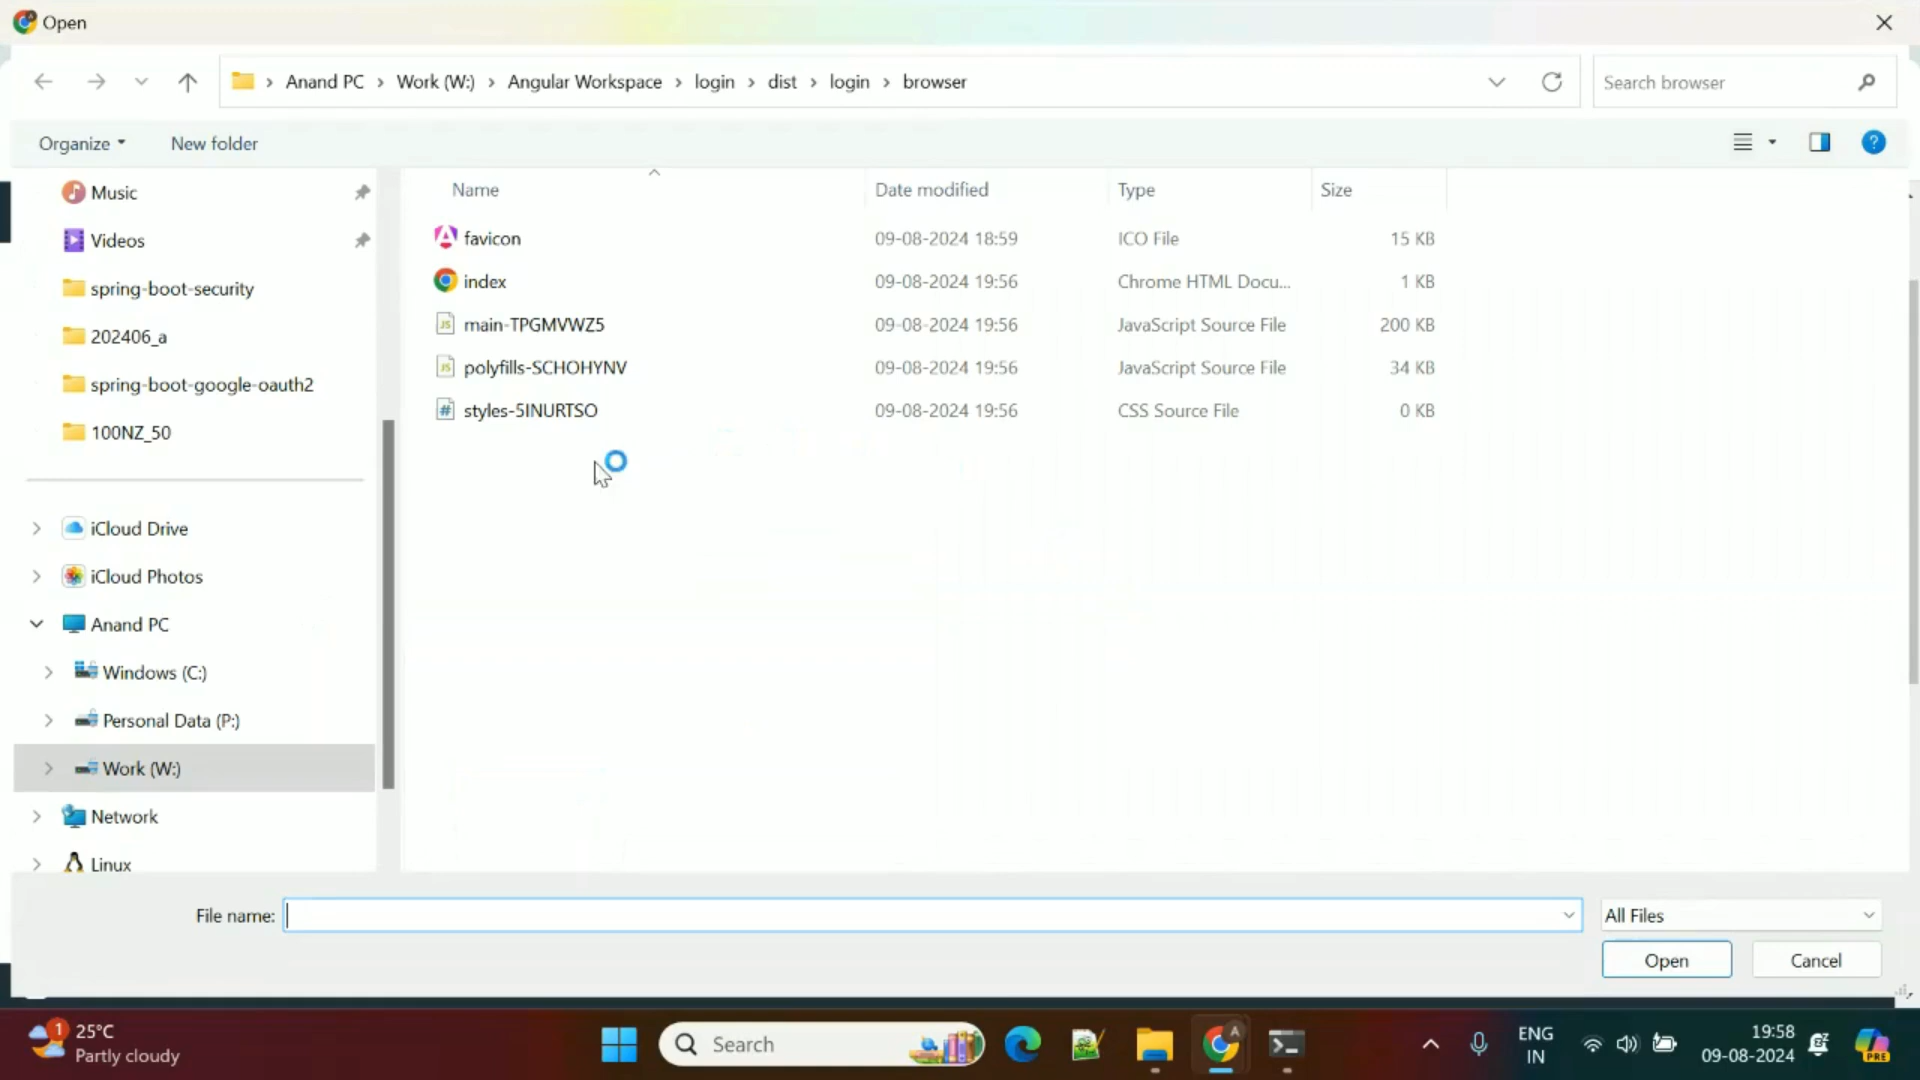 Open
Anand PC > Work (W:) > Angular Workspace > login > dist > login > browser
Search browser
Organize
New folder
?
Name
Date modified
Type
Size
favicon 09-08-2024 18:59 ICO File 15 KB
index 09-08-2024 19:56 Chrome HTML Docu... 1 KB
main-TPGMVWZ5 09-08-2024 19:56 JavaScript Source File 200 KB
polyfills-SCHOHYNV 09-08-2024 19:56 JavaScript Source File 34 KB
styles-5INURTSO 09-08-2024 19:56 CSS Source File 0 KB
Music
Videos
spring-boot-security
202406_a
spring-boot-google-oauth2
100NZ_50
iCloud Drive
iCloud Photos
Anand PC
Windows (C:)
Personal Data (P:)
Work (W:)
Network
Linux
File name:
All Files
Open
Cancel
1
25°C
Partly cloudy
Search
A
ENG
IN
19:58
09-08-2024
PRE